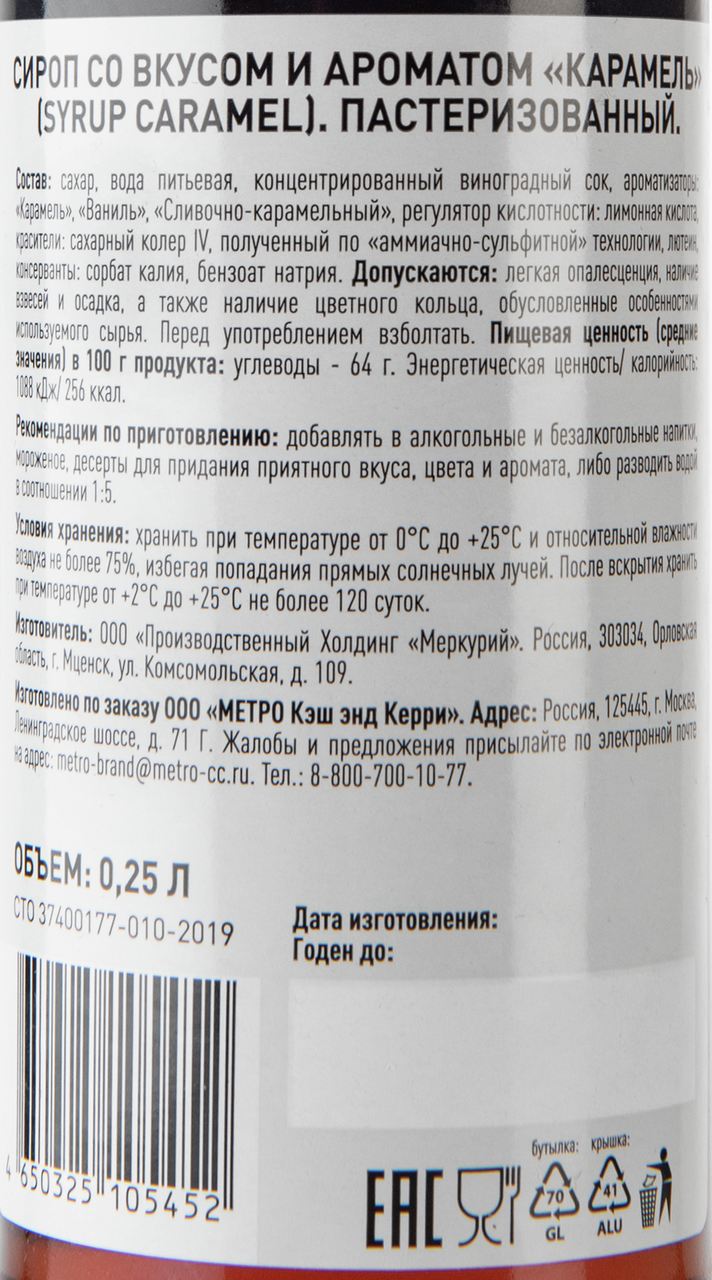 СИРОП СО ВКУСОМ И АРОМАТОМ «КАРАМЕЛЬ»
(SYRUP CARAMEL). ПАСТЕРИЗОВАННЫЙ.
Состав: сахар, вода питьевая, концентрированный виноградный сок, ароматизаторы:
«Карамель», «Ваниль», «Сливочно-карамельный», регулятор кислотности: лимонная кислота,
красители: сахарный колер IV, полученный по «аммиачно-сульфитной» технологии, лютеин,
консерванты: сорбат калия, бензоат натрия. Допускаются: легкая опалесценция, наличие
взвесей и осадка, а также наличие цветного кольца, обусловленные особенностями
используемого сырья. Перед употреблением взболтать. Пищевая ценность (средние
значения) в 100 г продукта: углеводы - 64 г. Энергетическая ценность/ калорийность:
1088 кДж/ 256 ккал.
Рекомендации по приготовлению: добавлять в алкогольные и безалкогольные напитки,
мороженое, десерты для придания приятного вкуса, цвета и аромата, либо разводить водой
в соотношении 1:5.
Условия хранения: хранить при температуре от 0°С до +25°С и относительной влажности
воздуха не более 75%, избегая попадания прямых солнечных лучей. После вскрытия хранить
при температуре от +2°С до +25°С не более 120 суток.
Изготовитель: ООО «Производственный Холдинг «Меркурий». Россия, 303034, Орловская
область, г. Мценск, ул. Комсомольская, д. 109.
Изготовлено по заказу ООО «МЕТРО Кэш энд Керри». Адрес: Россия, 125445, г. Москва,
Ленинградское шоссе, д. 71 Г. Жалобы и предложения присылайте по электронной почте
на адрес: metro-brand@metro-cc.ru. Тел.: 8-800-700-10-77.
ОБЪЕМ: 0,25 Л
СТО 37400177-010-2019
Дата изготовления:
Годен до:
4 650325 105452
бутылка: крышка:
EAC
70 41
GL ALU